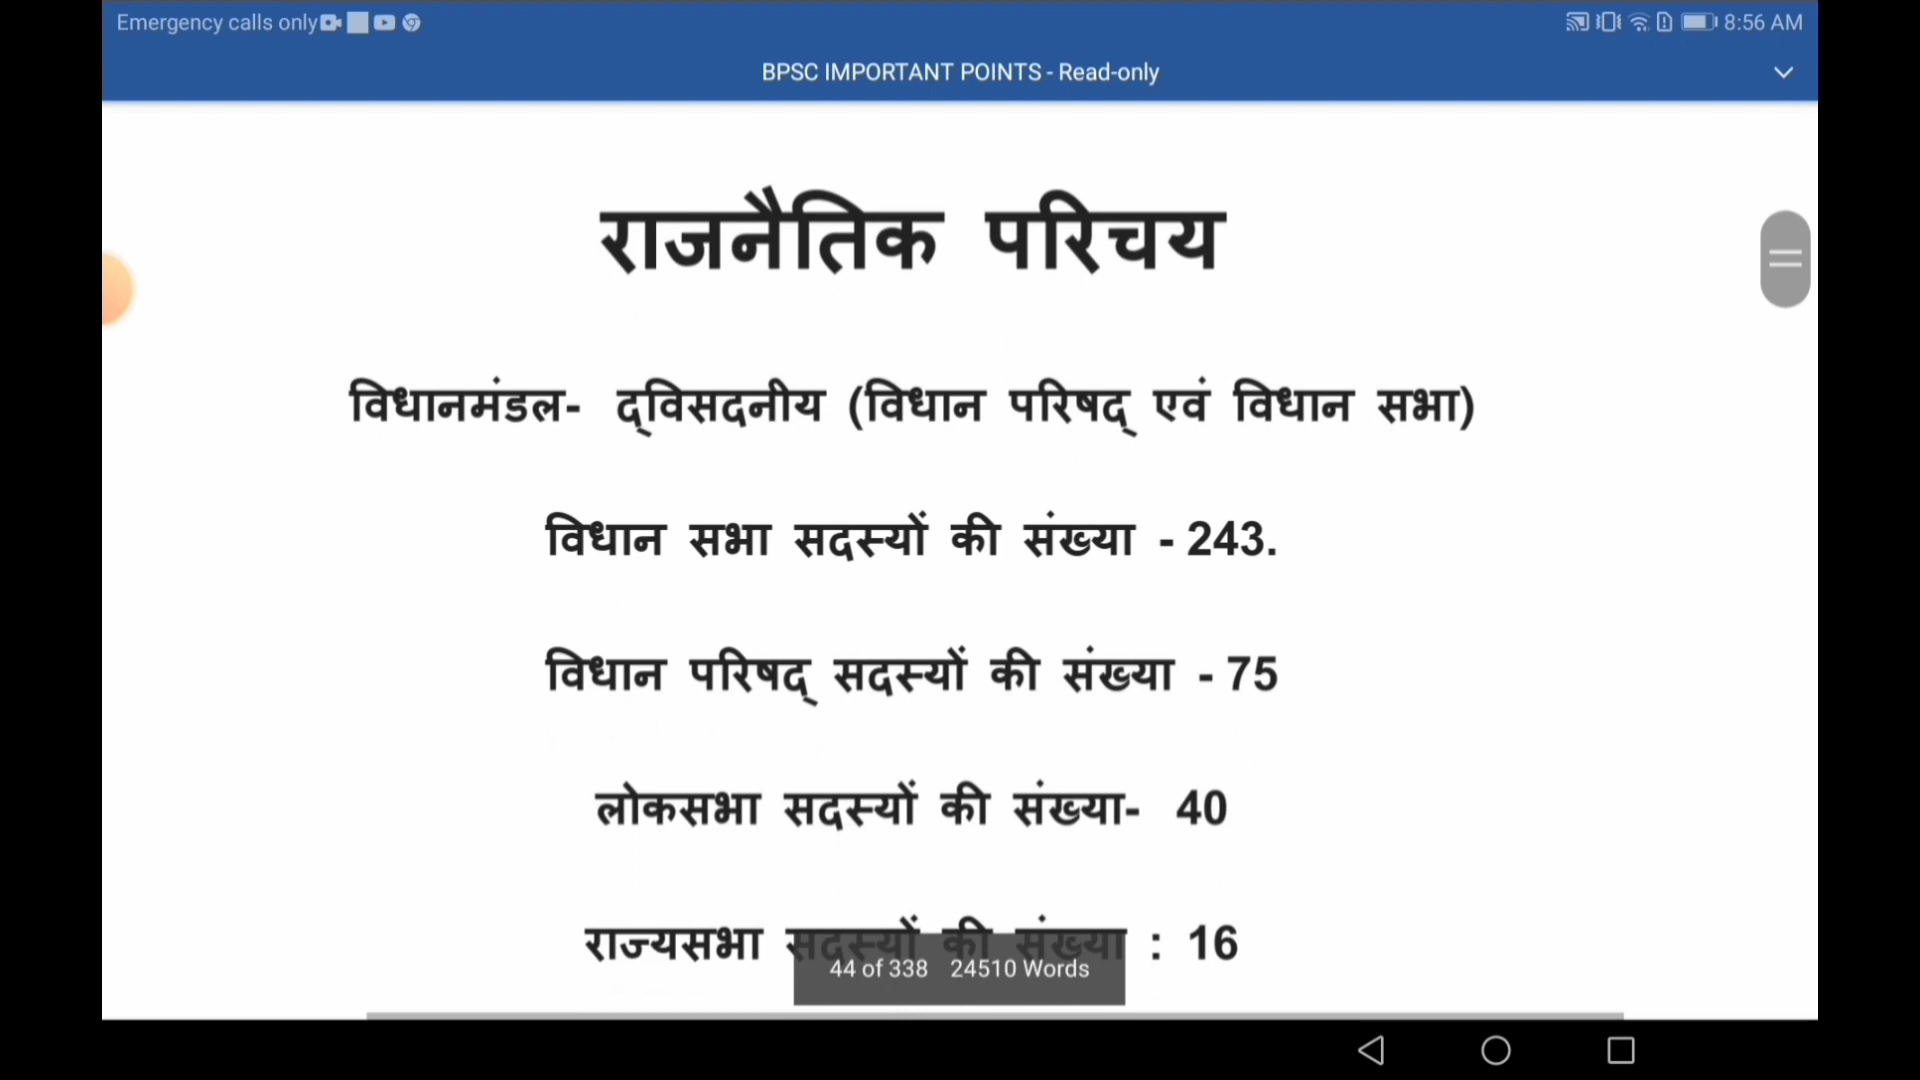 Emergency calls only 8:56 AM
BPSC IMPORTANT POINTS - Read-only
राजनैतिक परिचय
विधानमंडल- द्विसदनीय (विधान परिषद् एवं विधान सभा)
विधान सभा सदस्यों की संख्या - 243.
विधान परिषद् सदस्यों की संख्या - 75
लोकसभा सदस्यों की संख्या- 40
राज्यसभा सदस्यों की संख्या : 16
44 of 338 24510 Words